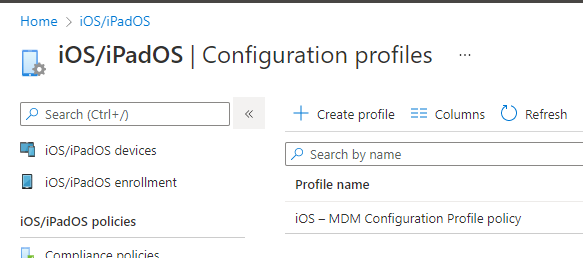 Home > iOS/iPadOS >
iOS/iPadOS | Configuration profiles ...
Search (Ctrl+/) «
+ Create profile Columns Refresh
iOS/iPadOS devices
iOS/iPadOS enrollment
Search by name
Profile name
iOS/iPadOS policies
iOS – MDM Configuration Profile policy
Compliance policies